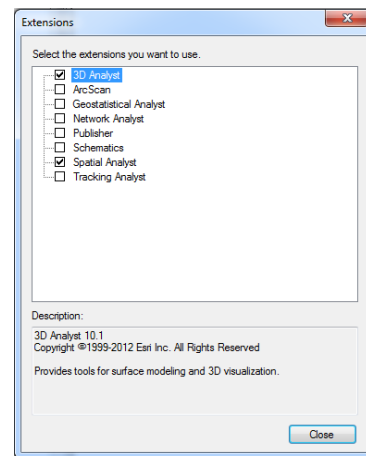 Extensions
Select the extensions you want to use.
3D Analyst
ArcScan
Geostatistical Analyst
Network Analyst
Publisher
Schematics
Spatial Analyst
Tracking Analyst
Description:
3D Analyst 10.1
Copyright ©1999-2012 Esri Inc. All Rights Reserved
Provides tools for surface modeling and 3D visualization.
Close